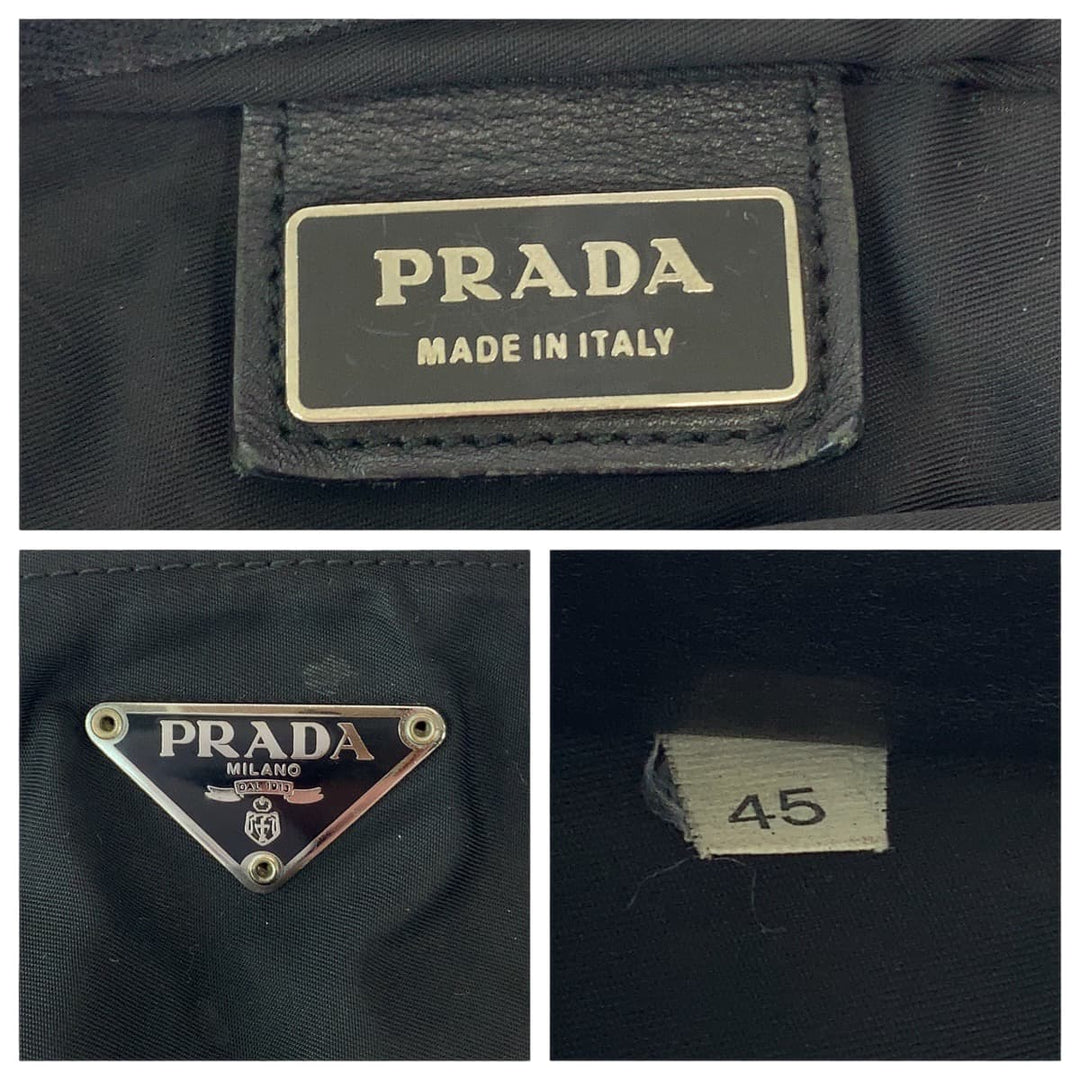 PRADA
MADE IN ITALY
PRADA
MILANO
DAL 1913
45